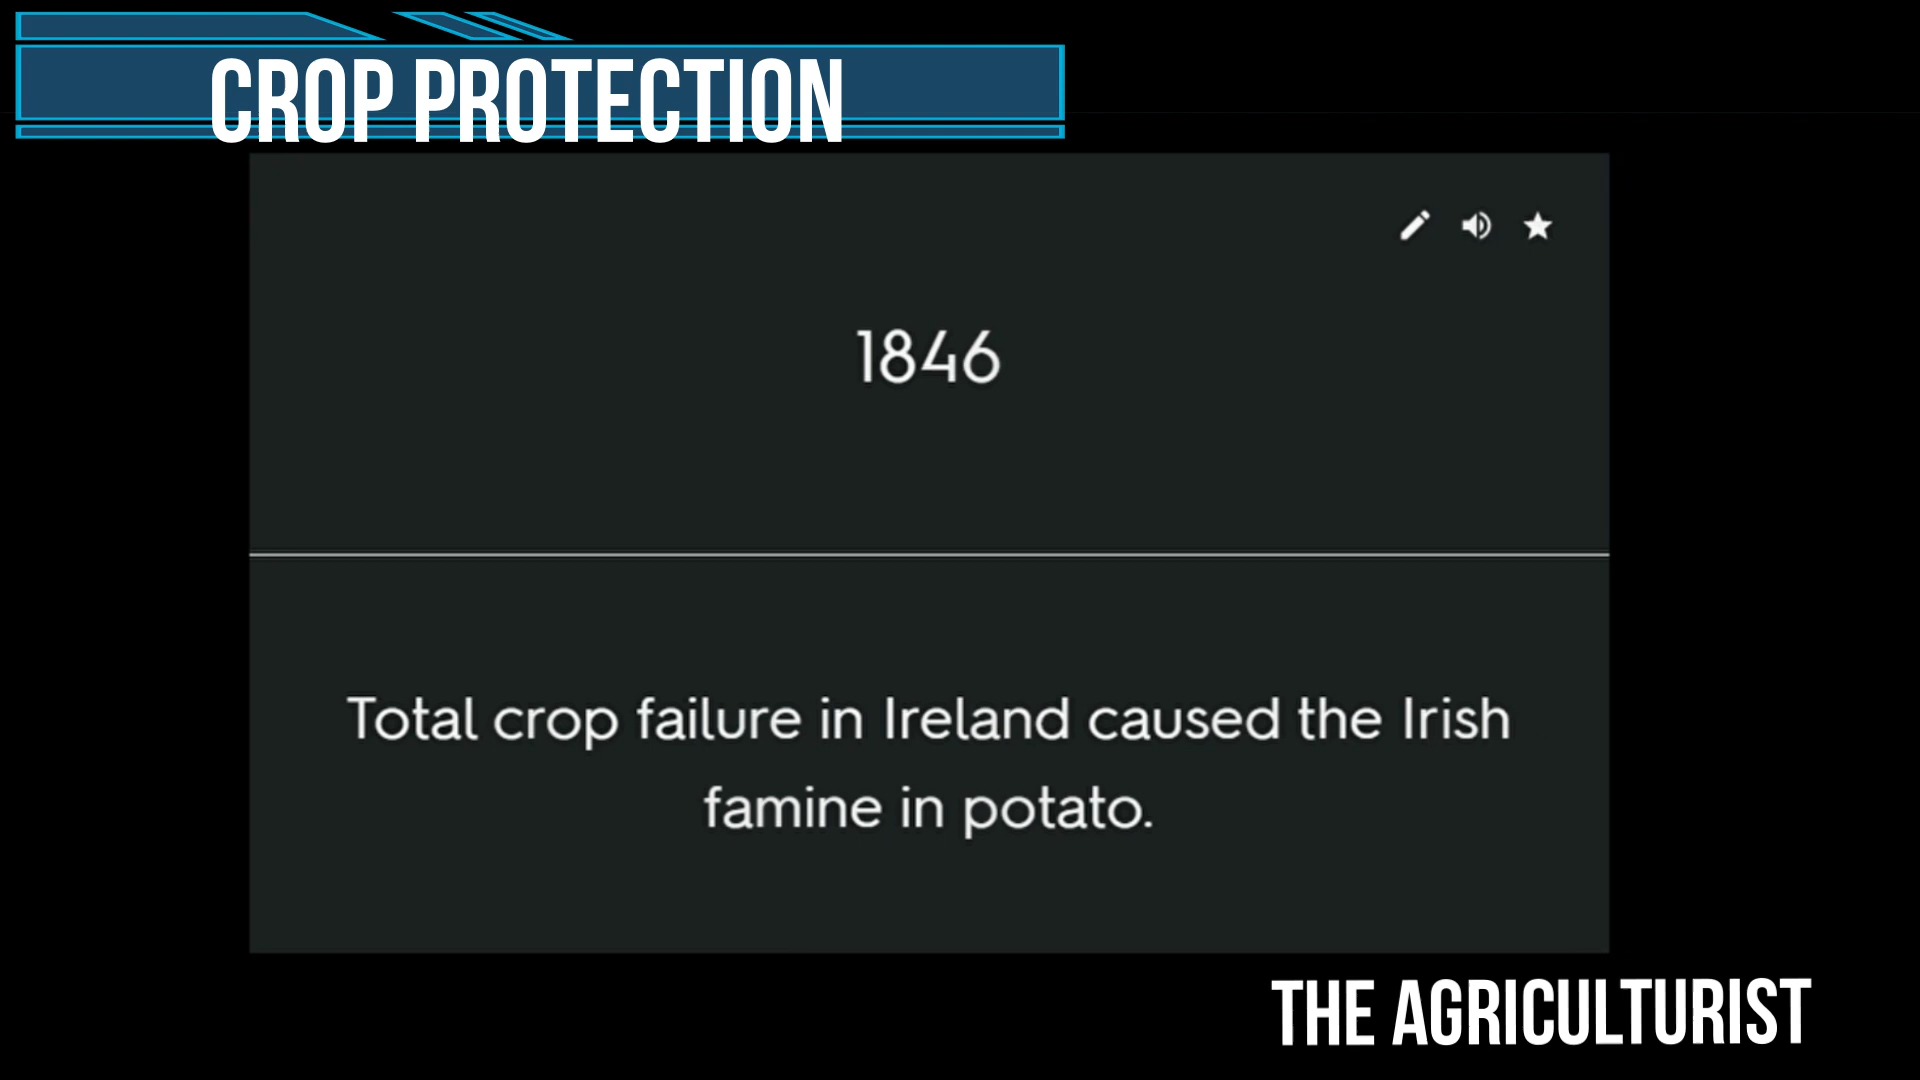 CROP PROTECTION
1846
Total crop failure in Ireland caused the Irish
famine in potato.
THE AGRICULTURIST